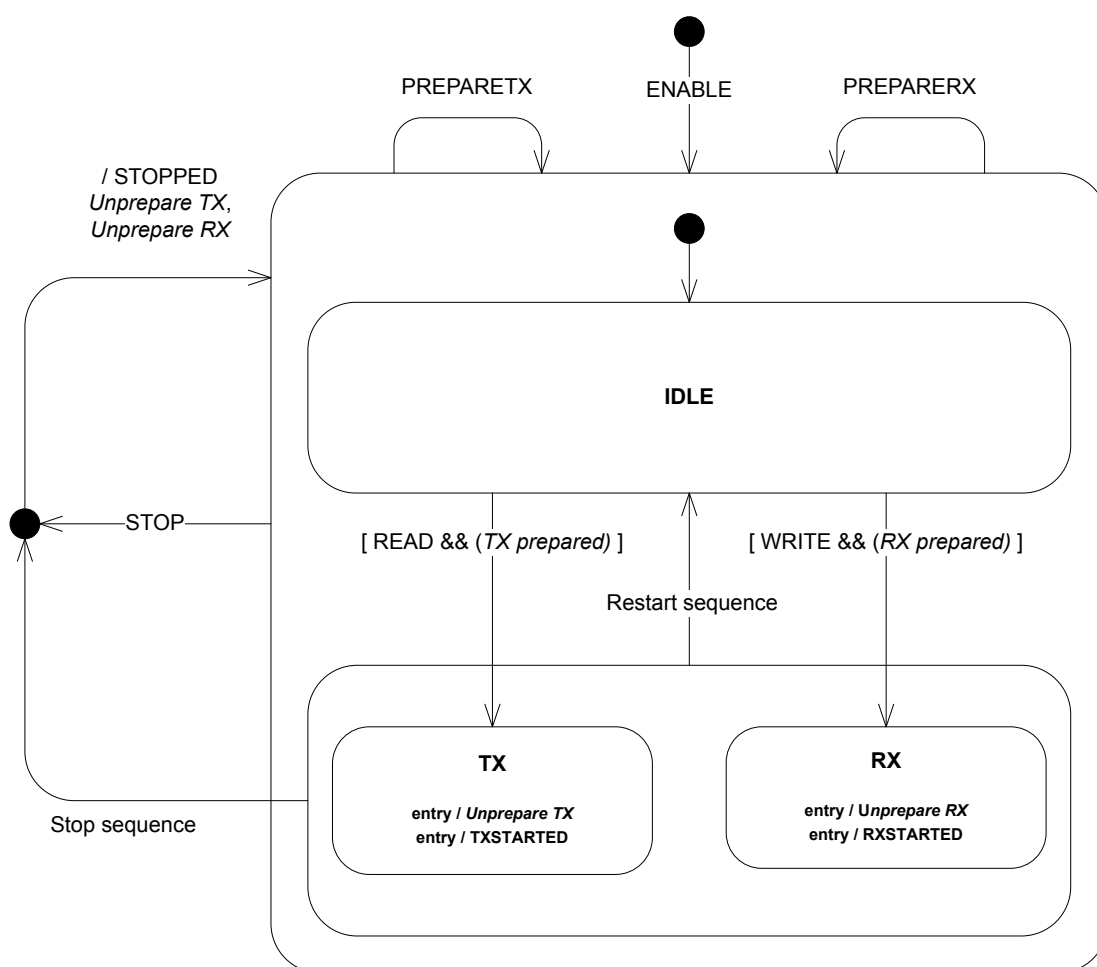 PREPARETX
ENABLE
PREPARERX
/ STOPPED
Unprepare TX,
Unprepare RX
IDLE
STOP
[ READ && (TX prepared) ]
[ WRITE && (RX prepared) ]
Restart sequence
TX
entry / Unprepare TX
entry / TXSTARTED
RX
entry / Unprepare RX
entry / RXSTARTED
Stop sequence